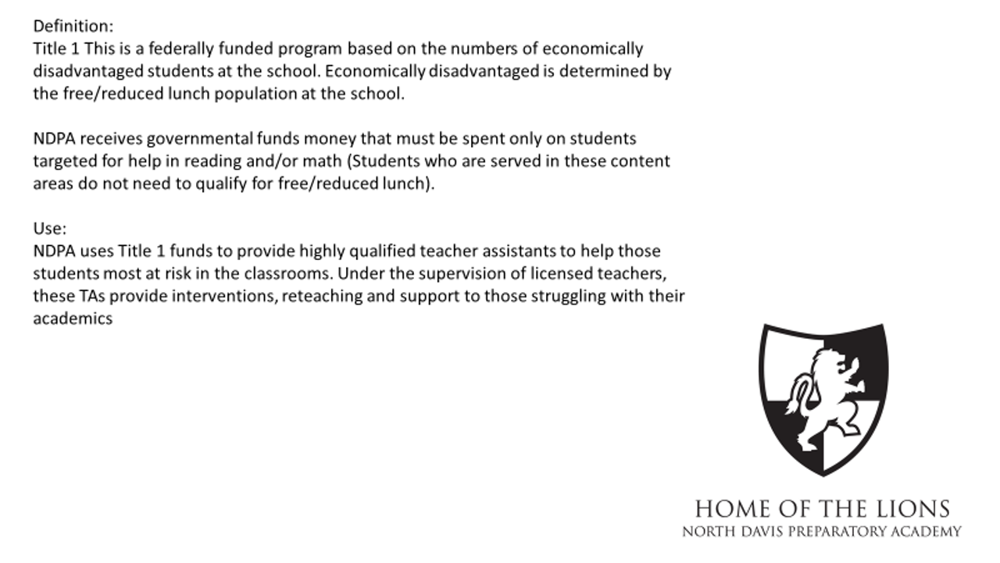 Definition:
Title 1 This is a federally funded program based on the numbers of economically
disadvantaged students at the school. Economically disadvantaged is determined by
the free/reduced lunch population at the school.
NDPA receives governmental funds money that must be spent only on students
targeted for help in reading and/or math (Students who are served in these content
areas do not need to qualify for free/reduced lunch).
Use:
NDPA uses Title 1 funds to provide highly qualified teacher assistants to help those
students most at risk in the classrooms. Under the supervision of licensed teachers,
these TAs provide interventions, reteaching and support to those struggling with their
academics
HOME OF THE LIONS
NORTH DAVIS PREPARATORY ACADEMY